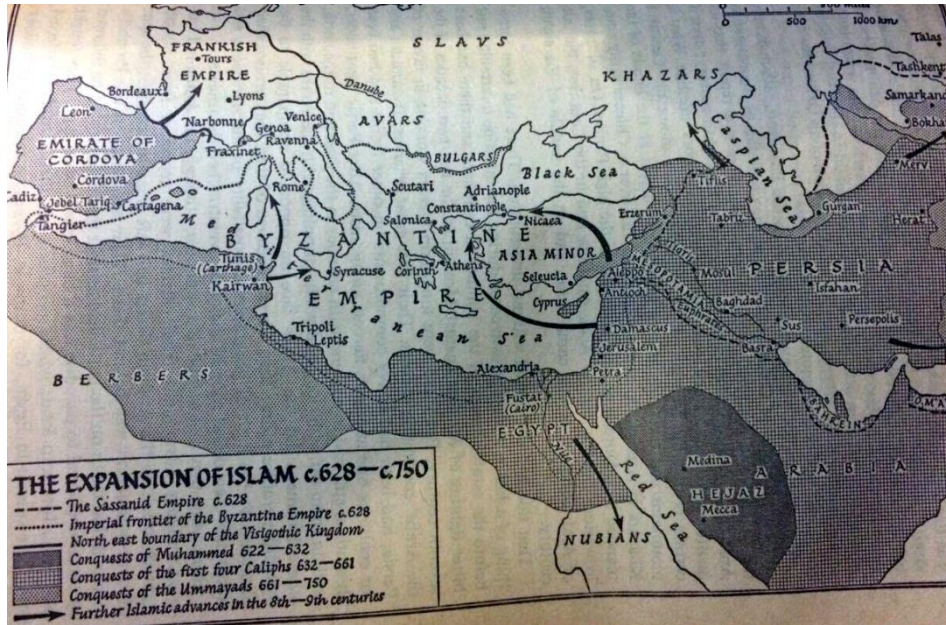 500 miles
500 1000 km
SLAVS
Talas
FRANKISH
Tours
EMPIRE
KHAZARS
Tashkent
Bordeaux
Lyons
Danube
Samarkand
Leon
AVARS
Bokha
Narbonne
Genoa
Venice
Ravenna
Fraxinet
EMIRATE OF
CORDOVA
BULGARS
Caspian Sea
Merv
Cordova
Rome
Scutari
Adrianople
Black Sea
Tiflis
Cadiz
Jebel Tariq
Cartagena
Constantinople
Salonica
Nicaea
Erzerum
Tabriz
Gurgan
Hera
Tangier
Mediterranean Sea
BYZANTINE
ASIA MINOR
Tigris
MESOPOTAMIA
Tunis
(Carthage)
Syracuse
Corinth
Athens
Seleucia
Aleppo
Mosul
PERSIA
Kairwan
EMPIRE
Cyprus
Antioch
Isfahan
Euphrates
Baghdad
Tripoli
Leptis
Damascus
Sus
Persepolis
Jerusalem
Basra
BERBERS
Alexandria
Petra
Fustat
(Cairo)
BAHREIN
OMA
EGYPT
Nile
Red Sea
Medina
ARABIA
HEJAZ
Mecca
NUBIANS
THE EXPANSION OF ISLAM c.628—c.750
The Sassanid Empire c.628
Imperial frontier of the Byzantine Empire c.628
North east boundary of the Visigothic Kingdom
Conquests of Muhammed 622—632
Conquests of the first four Caliphs 632—661
Conquests of the Ummayads 661—750
Further Islamic advances in the 8th—9th centuries